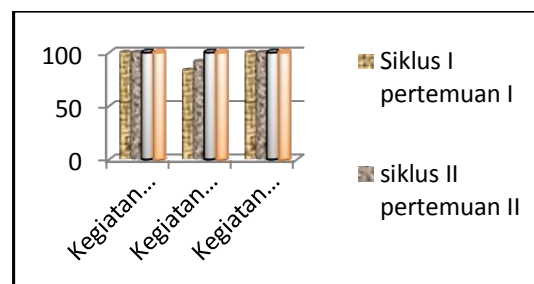 100
50
0
Kegiatan...
Kegiatan...
Kegiatan...
Siklus I
pertemuan I
siklus II
pertemuan II